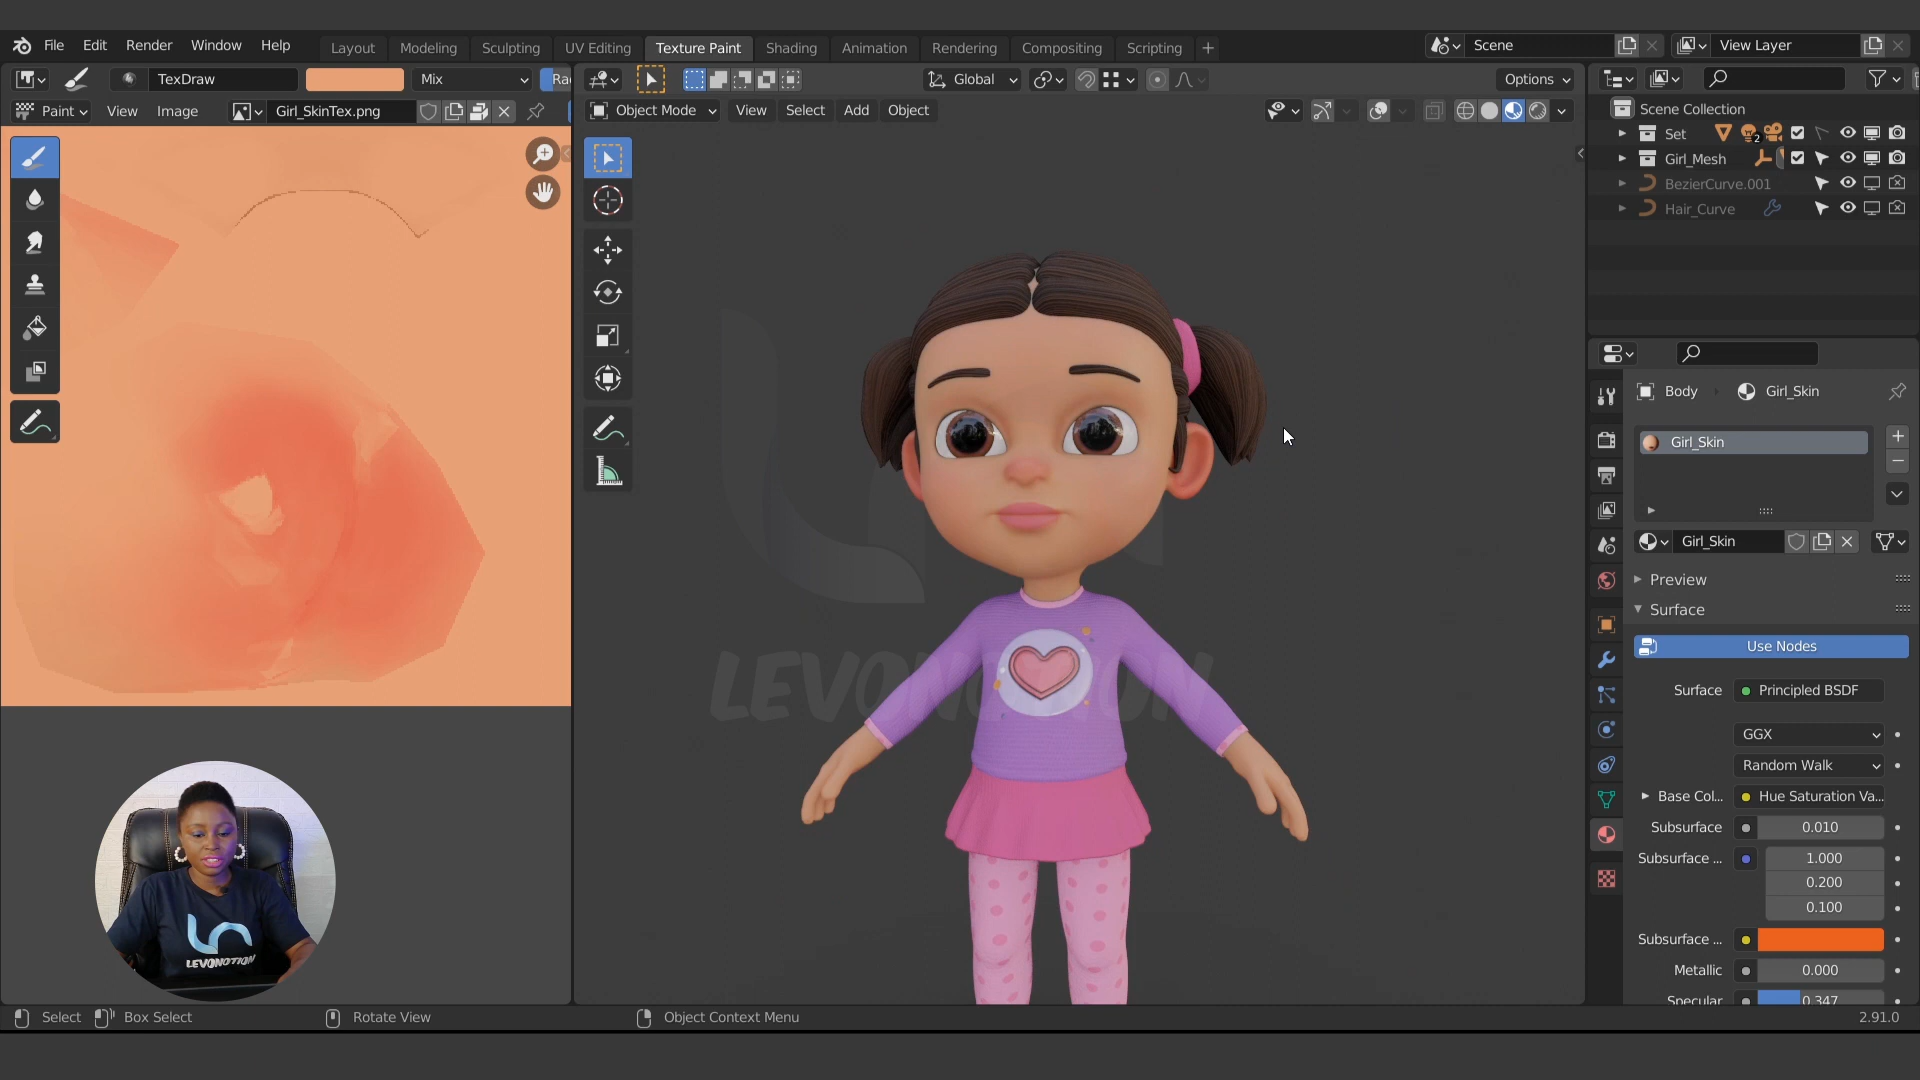 File Edit Render Window Help
Layout Modeling Sculpting UV Editing Texture Paint Shading Animation Rendering Compositing Scripting +
Scene
View Layer
TexDraw
Mix
Global
Options
Paint View Image Girl_SkinTex.png
Object Mode View Select Add Object
Scene Collection
Set 2
Girl_Mesh
BezierCurve.001
Hair_Curve
Body Girl_Skin
Girl_Skin
Girl_Skin
Preview
Surface
Use Nodes
Surface Principled BSDF
GGX
Random Walk
Base Col... Hue Saturation Va...
Subsurface 0.010
Subsurface ... 1.000
0.200
0.100
Subsurface ...
Metallic 0.000
Specular 0.347
LEVONOTION
LEVONOTION
Select Box Select Rotate View Object Context Menu 2.91.0